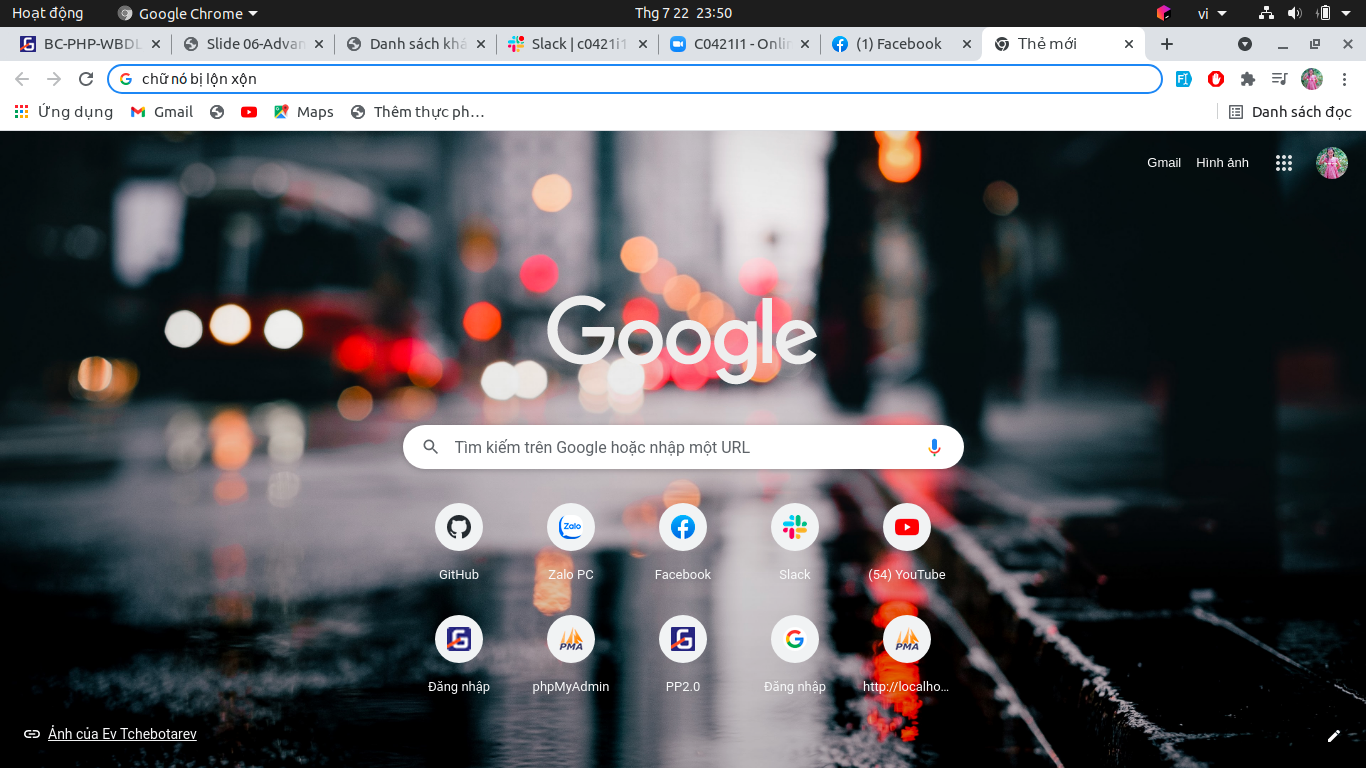 Hoạt động Google Chrome Thg 7 22 23:50 vi
BC-PHP-WBDL Slide 06-Advan Danh sách khá Slack | c0421i1 C0421I1 - Onlin (1) Facebook Thẻ mới
chữ nó bị lộn xộn
Ứng dụng Gmail Maps Thêm thực ph... Danh sách đọc
Gmail Hình ảnh
Google
Tìm kiếm trên Google hoặc nhập một URL
Zalo
GitHub Zalo PC Facebook Slack (54) YouTube
PMA PMA
Đăng nhập phpMyAdmin PP2.0 Đăng nhập http://localho...
Ảnh của Ev Tchebotarev